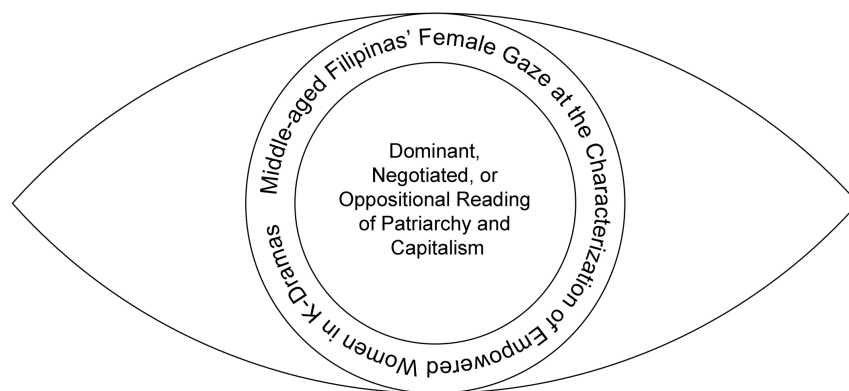 Middle-aged Filipinas’ Female Gaze at the Characterization of Empowered Women in K-Dramas
Dominant,
Negotiated, or
Oppositional Reading
of Patriarchy and
Capitalism